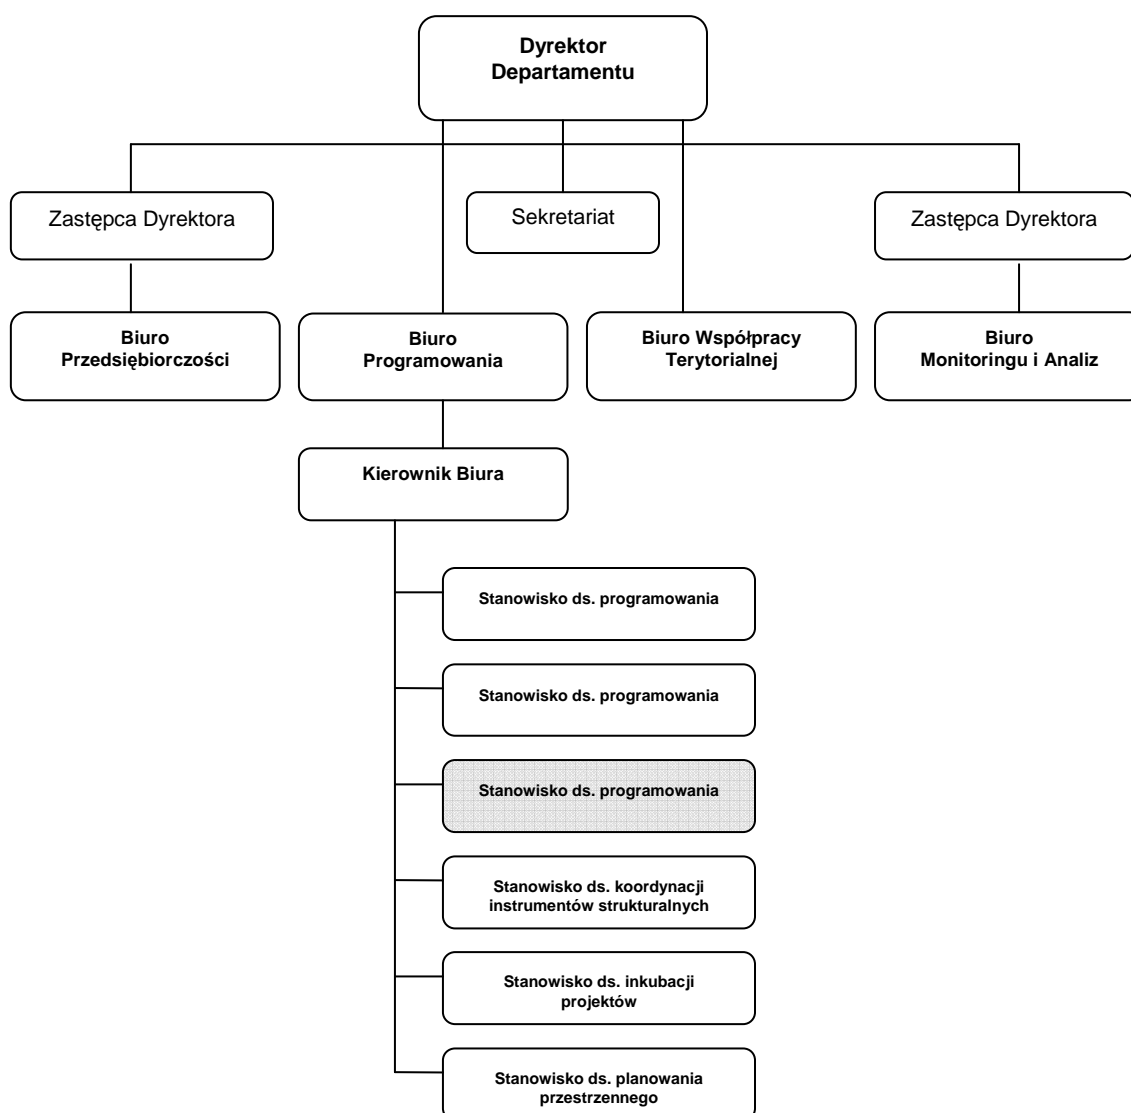 Dyrektor
Departamentu
Zastępca Dyrektora
Sekretariat
Zastępca Dyrektora
Biuro
Przedsiębiorczości
Biuro
Programowania
Biuro Współpracy
Terytorialnej
Biuro
Monitoringu i Analiz
Kierownik Biura
Stanowisko ds. programowania
Stanowisko ds. programowania
Stanowisko ds. programowania
Stanowisko ds. koordynacji
instrumentów strukturalnych
Stanowisko ds. inkubacji
projektów
Stanowisko ds. planowania
przestrzennego